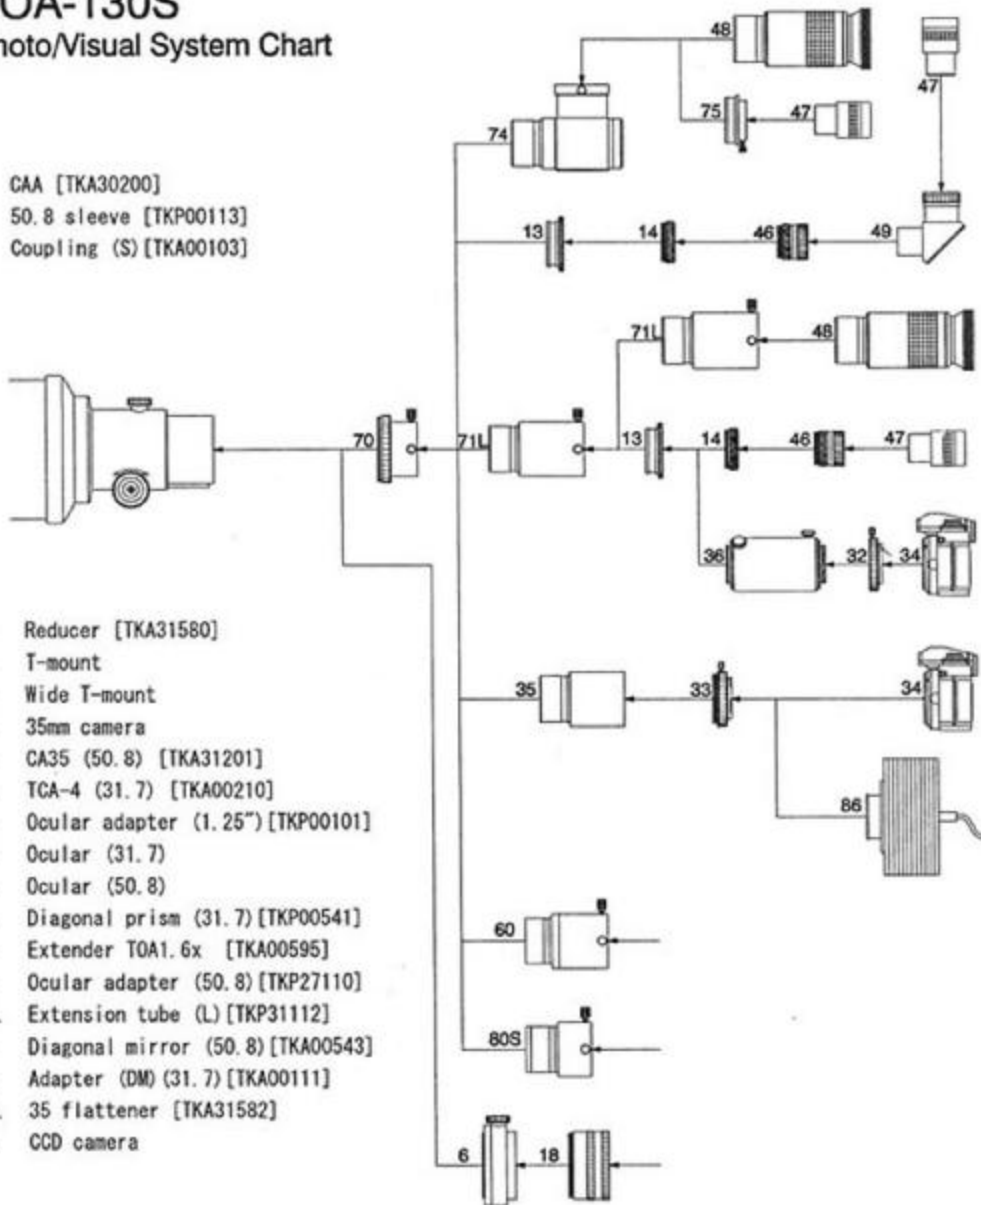 OA-130S
hoto/Visual System Chart
CAA [TKA30200]
50.8 sleeve [TKP00113]
Coupling (S)[TKA00103]
48
47
75
47
74
13
14
46
49
71L
48
70
71L
13
14
46
47
36
32
34
Reducer [TKA31580]
T-mount
Wide T-mount
35mm camera
CA35 (50.8) [TKA31201]
TCA-4 (31.7) [TKA00210]
Ocular adapter (1.25")[TKP00101]
Ocular (31.7)
Ocular (50.8)
Diagonal prism (31.7)[TKP00541]
Extender TOA1.6x [TKA00595]
Ocular adapter (50.8)[TKP27110]
Extension tube (L)[TKP31112]
Diagonal mirror (50.8)[TKA00543]
Adapter (DM)(31.7)[TKA00111]
35 flattener [TKA31582]
CCD camera
35
33
34
86
60
80S
6
18